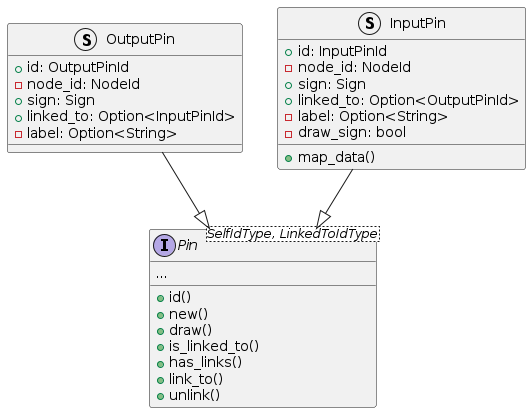 S OutputPin
id: OutputPinId
node_id: NodeId
sign: Sign
linked_to: Option<InputPinId>
label: Option<String>
S InputPin
id: InputPinId
node_id: NodeId
sign: Sign
linked_to: Option<OutputPinId>
label: Option<String>
draw_sign: bool
map_data()
I Pin
SelfIdType, LinkedToIdType
...
id()
new()
draw()
is_linked_to()
has_links()
link_to()
unlink()